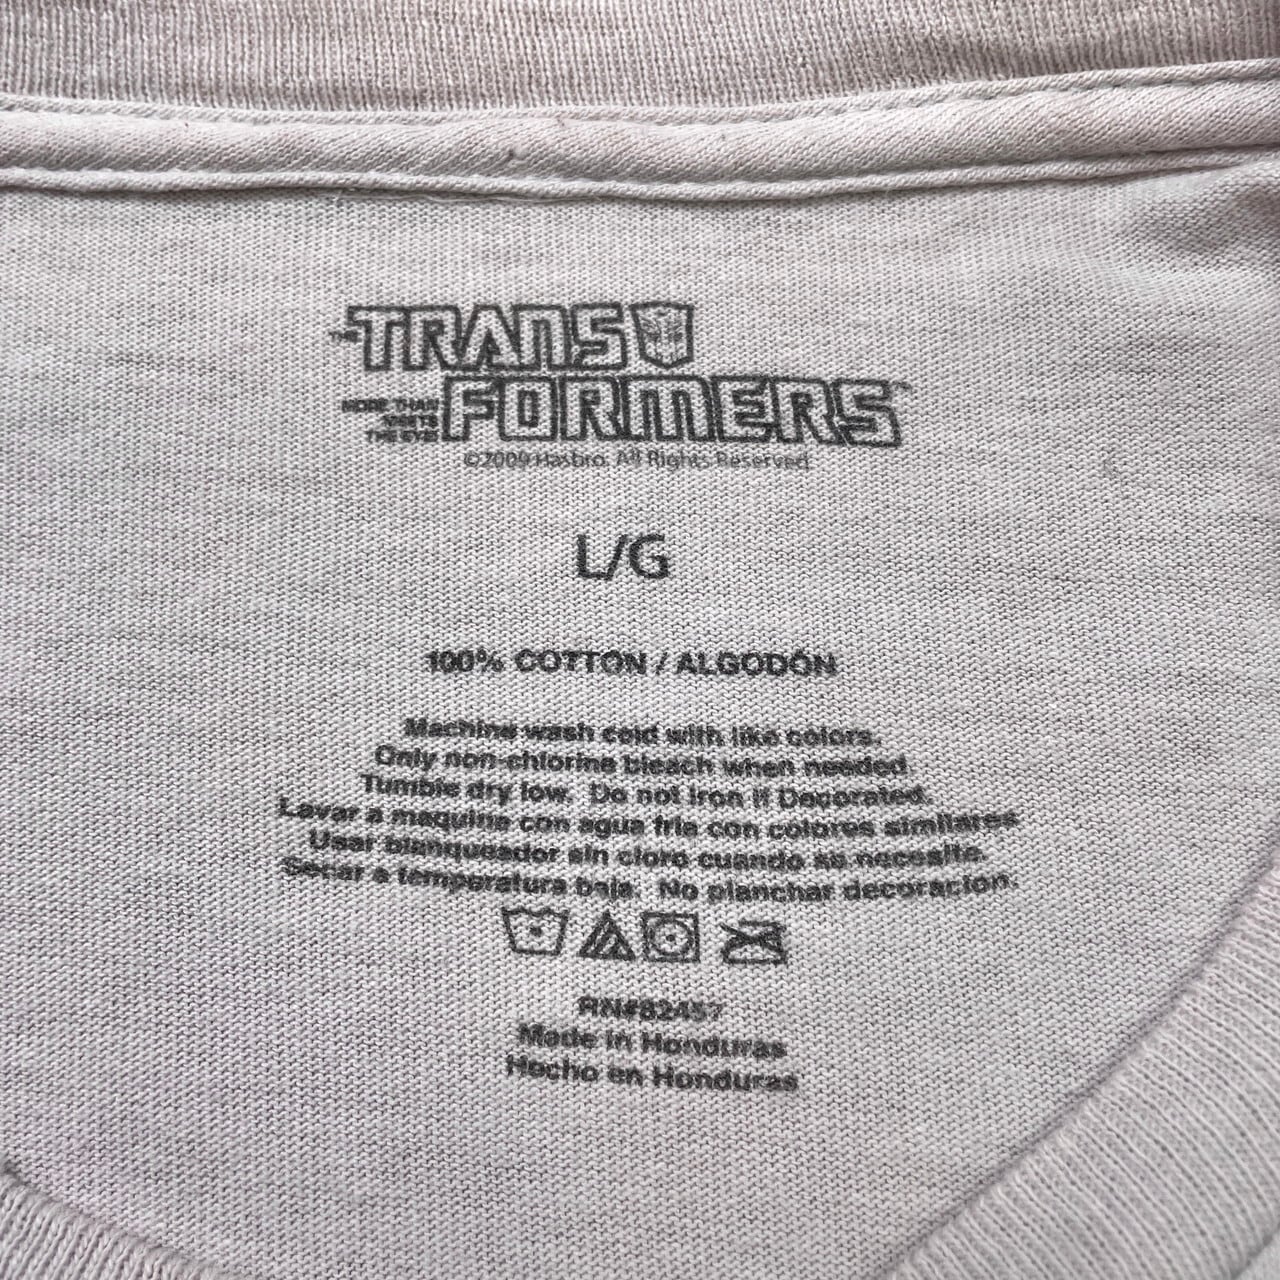 THE TRANS
FORMERS™
MORE THAN
MEETS
THE EYE
©2009 Hasbro. All Rights Reserved.
L/G
100% COTTON / ALGODÓN
Machine wash cold with like colors.
Only non-chlorine bleach when needed.
Tumble dry low. Do not Iron if Decorated.
Lavar a maquina con agua fria con colores similares
Usar blanqueador sin cloro cuando se necesite.
Secar a temperatura baja. No planchar decoracion.
RN#82457
Made in Honduras
Hecho en Honduras